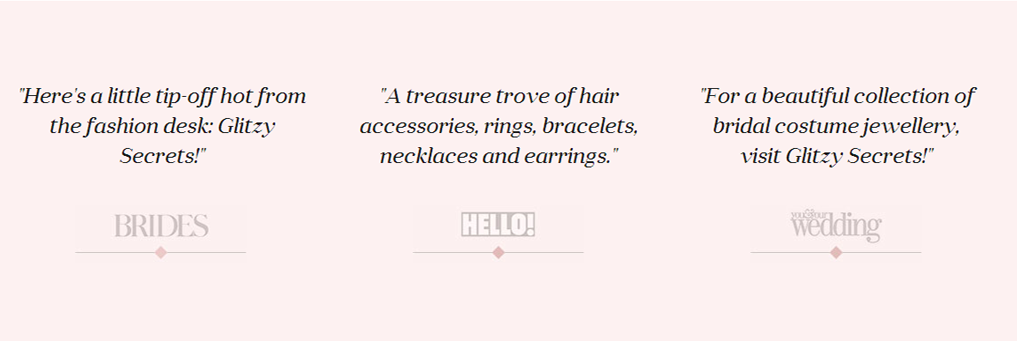 "Here's a little tip-off hot from
the fashion desk: Glitzy
Secrets!"
BRIDES
"A treasure trove of hair
accessories, rings, bracelets,
necklaces and earrings."
HELLO!
"For a beautiful collection of
bridal costume jewellery,
visit Glitzy Secrets!"
you&your
wedding